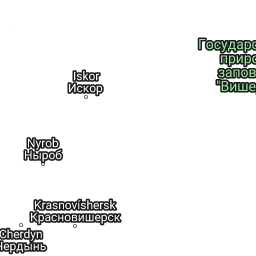 Государс
приро
запов
"Више
Iskor
Искор
Nyrob
Ныроб
Krasnovishersk
Красновишерск
Cherdyn
Чердынь